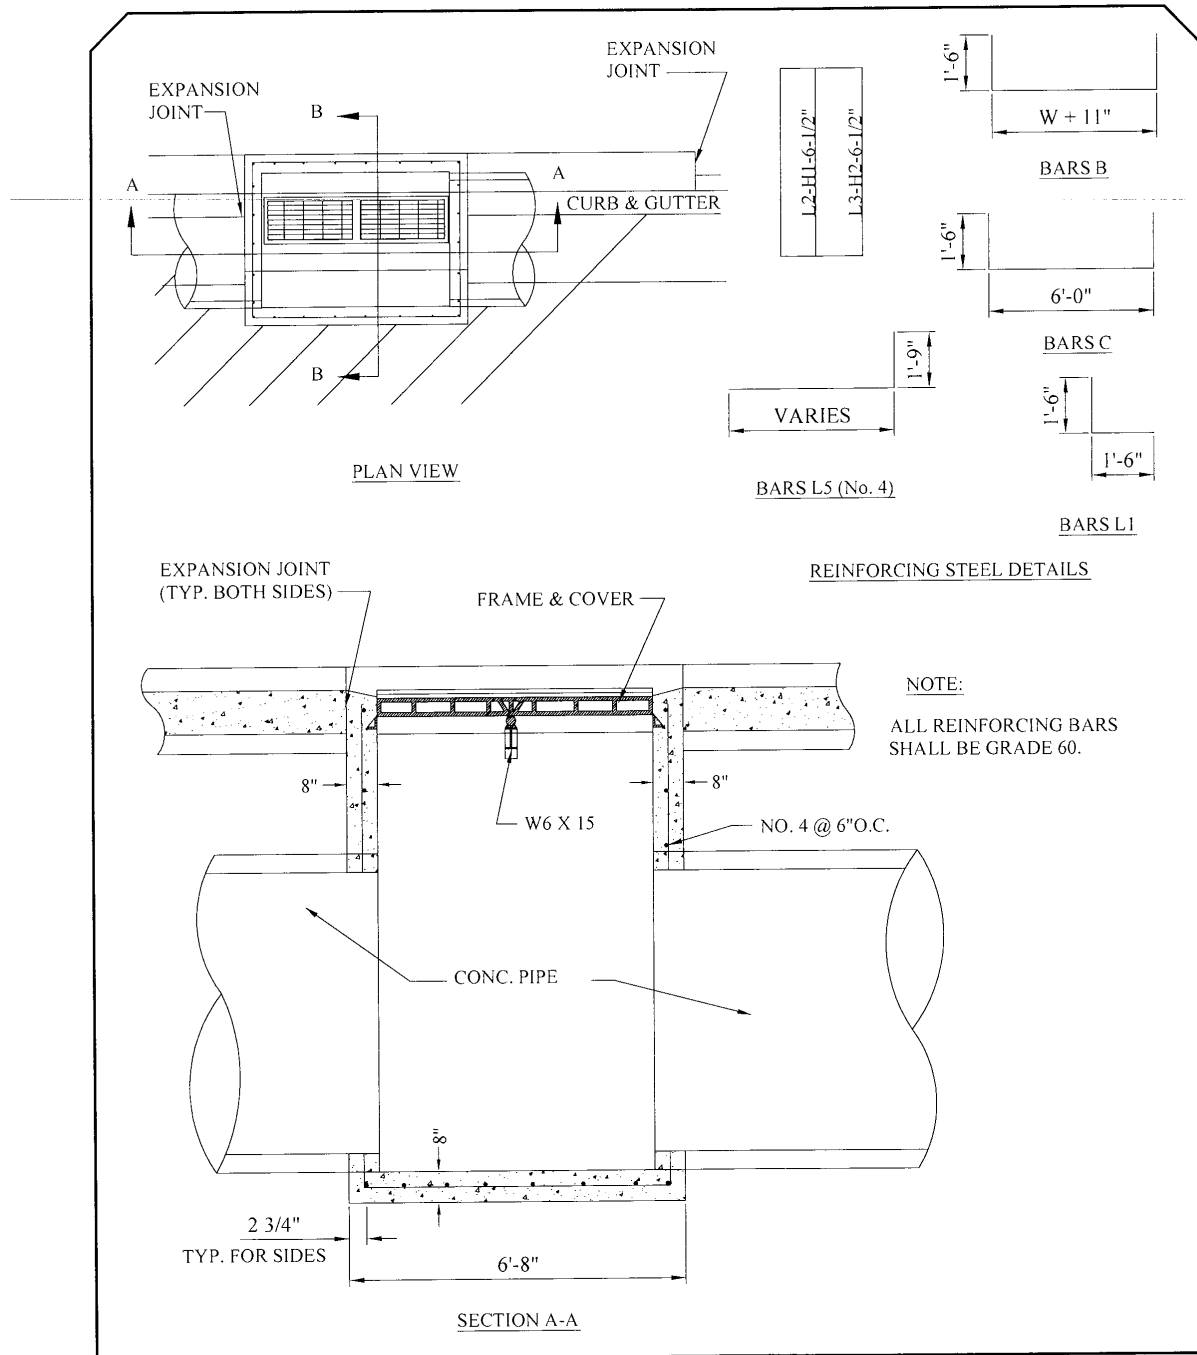 EXPANSION
JOINT
EXPANSION
JOINT
B
A
A
CURB & GUTTER
B
PLAN VIEW
L2-H1-6-1/2"
L3-H2-6-1/2"
1'-6"
W + 11"
BARS B
1'-6"
6'-0"
BARS C
1'-9"
VARIES
BARS L5 (No. 4)
1'-6"
1'-6"
BARS L1
REINFORCING STEEL DETAILS
EXPANSION JOINT
(TYP. BOTH SIDES)
FRAME & COVER
NOTE:
ALL REINFORCING BARS
SHALL BE GRADE 60.
8"
8"
W6 X 15
NO. 4 @ 6"O.C.
CONC. PIPE
8"
2 3/4"
TYP. FOR SIDES
6'-8"
SECTION A-A